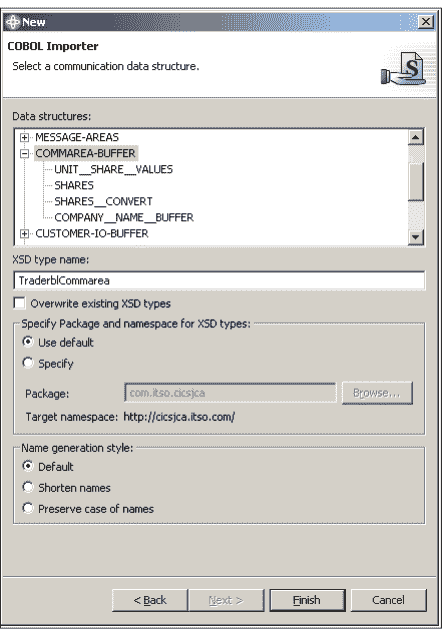 New
COBOL Importer
Select a communication data structure.
S
Data structures:
MESSAGE-AREAS
COMMAREA-BUFFER
UNIT__SHARE__VALUES
SHARES
SHARES__CONVERT
COMPANY__NAME__BUFFER
CUSTOMER-IO-BUFFER
XSD type name:
TraderblCommarea
Overwrite existing XSD types
Specify Package and namespace for XSD types:
Use default
Specify
Package: com.itso.cicsjca Browse...
Target namespace: http://cicsjca.itso.com/
Name generation style:
Default
Shorten names
Preserve case of names
< Back Next > Finish Cancel